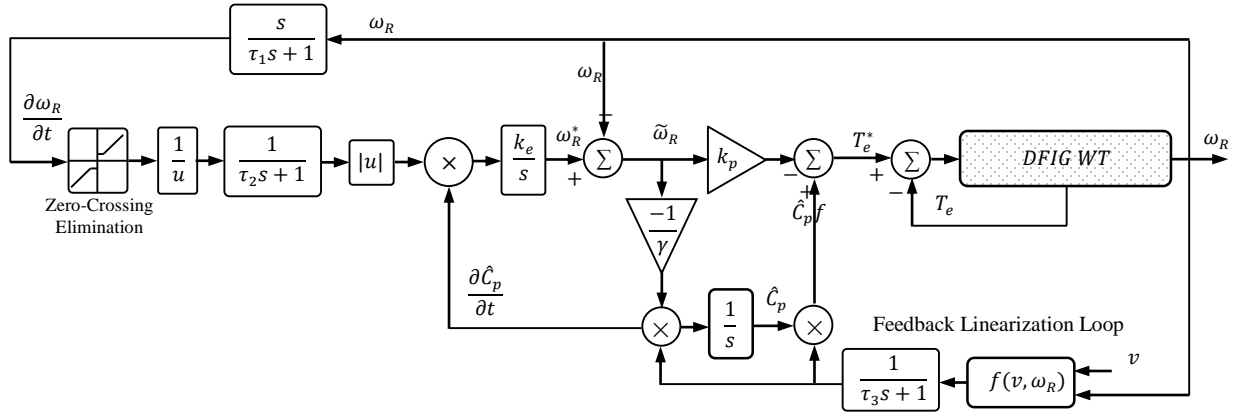 s
τ₁s + 1
ω_R
ω_R
∂ω_R
∂t
Zero-Crossing
Elimination
1
u
1
τ₂s + 1
|u|
×
k_e
s
ω_R^*
−
+
∑
ω̃_R
k_p
−
+
∑
T_e^*
+
−
∑
DFIG WT
ω_R
T_e
−1
γ
Ĉ_p f
∂Ĉ_p
∂t
×
1
s
Ĉ_p
×
Feedback Linearization Loop
1
τ₃s + 1
f(v, ω_R)
v